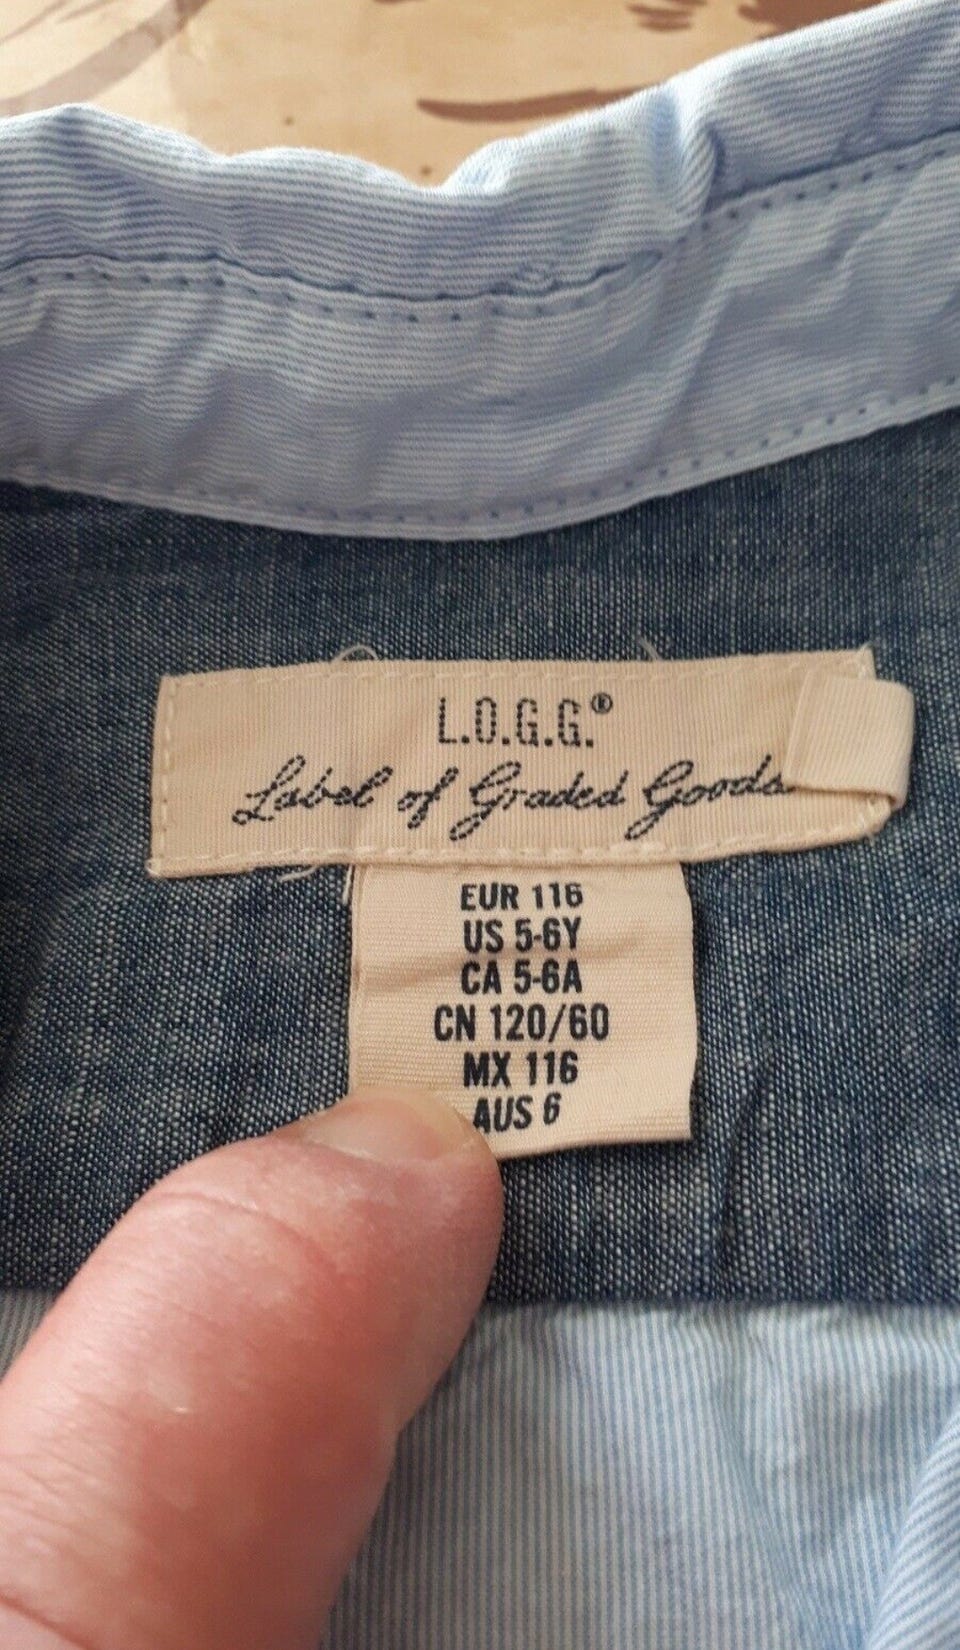 L.O.G.G.®
Label of Graded Goods
EUR 116
US 5-6Y
CA 5-6A
CN 120/60
MX 116
AUS 6